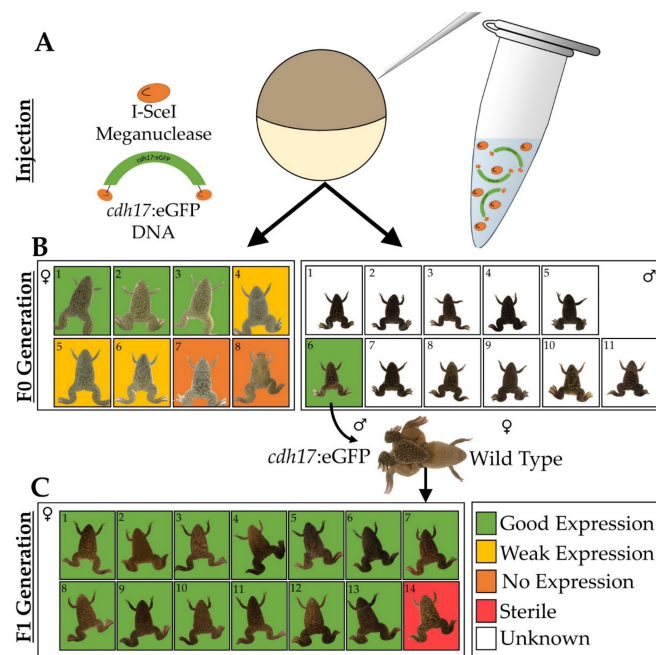 A
Injection
I-SceI
Meganuclease
cdh17:eGFP
cdh17:eGFP
DNA
B
F0 Generation
♀
1 2 3 4
5 6 7 8
♂
1 2 3 4 5
6 7 8 9 10 11
♂ ♀
cdh17:eGFP Wild Type
C
F1 Generation
♀
1 2 3 4 5 6 7
8 9 10 11 12 13 14
Good Expression
Weak Expression
No Expression
Sterile
Unknown